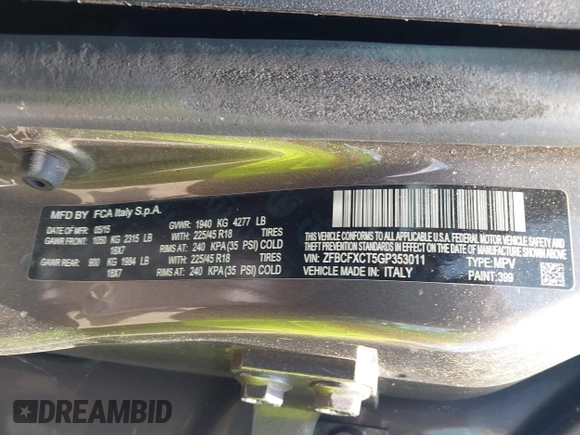 MFD BY FCA Italy S.p.A.
DATE OF MFR: 05/15 GVWR: 1940 KG 4277 LB
GAWR FRONT: 1050 KG 2315 LB WITH: 225/45 R18 TIRES
18X7 RIMS AT: 240 KPA(35 PSI) COLD
GAWR REAR: 900 KG 1984 LB WITH: 225/45 R18 TIRES
18X7 RIMS AT: 240 KPA(35 PSI) COLD
THIS VEHICLE CONFORMS TO ALL APPLICABLE U.S.A. FEDERAL MOTOR VEHICLE
SAFETY, BUMPER AND THEFT PREVENTION STANDARDS IN
EFFECT ON THE DATE OF MANUFACTURE SHOWN ABOVE.
VIN: ZFBCFXCT5GP353011 TYPE: MPV
VEHICLE MADE IN: ITALY PAINT: 399
DREAMBID